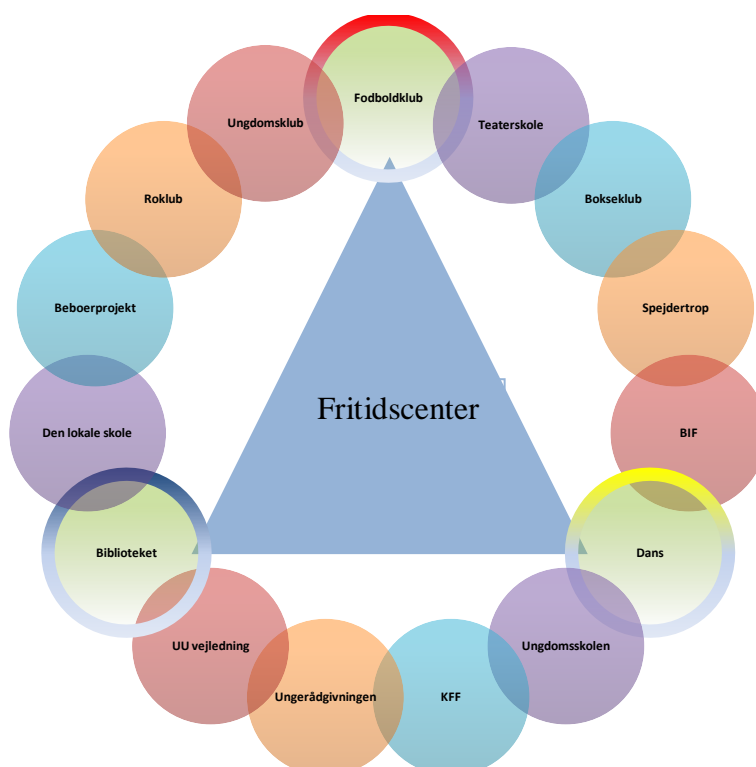 Fodboldklub
Ungdomsklub
Teaterskole
Roklub
Bokseklub
Beboerprojekt
Spejdertrop
Fritidscenter
Den lokale skole
BIF
Biblioteket
Dans
UU vejledning
Ungdomsskolen
Ungerådgivningen
KFF